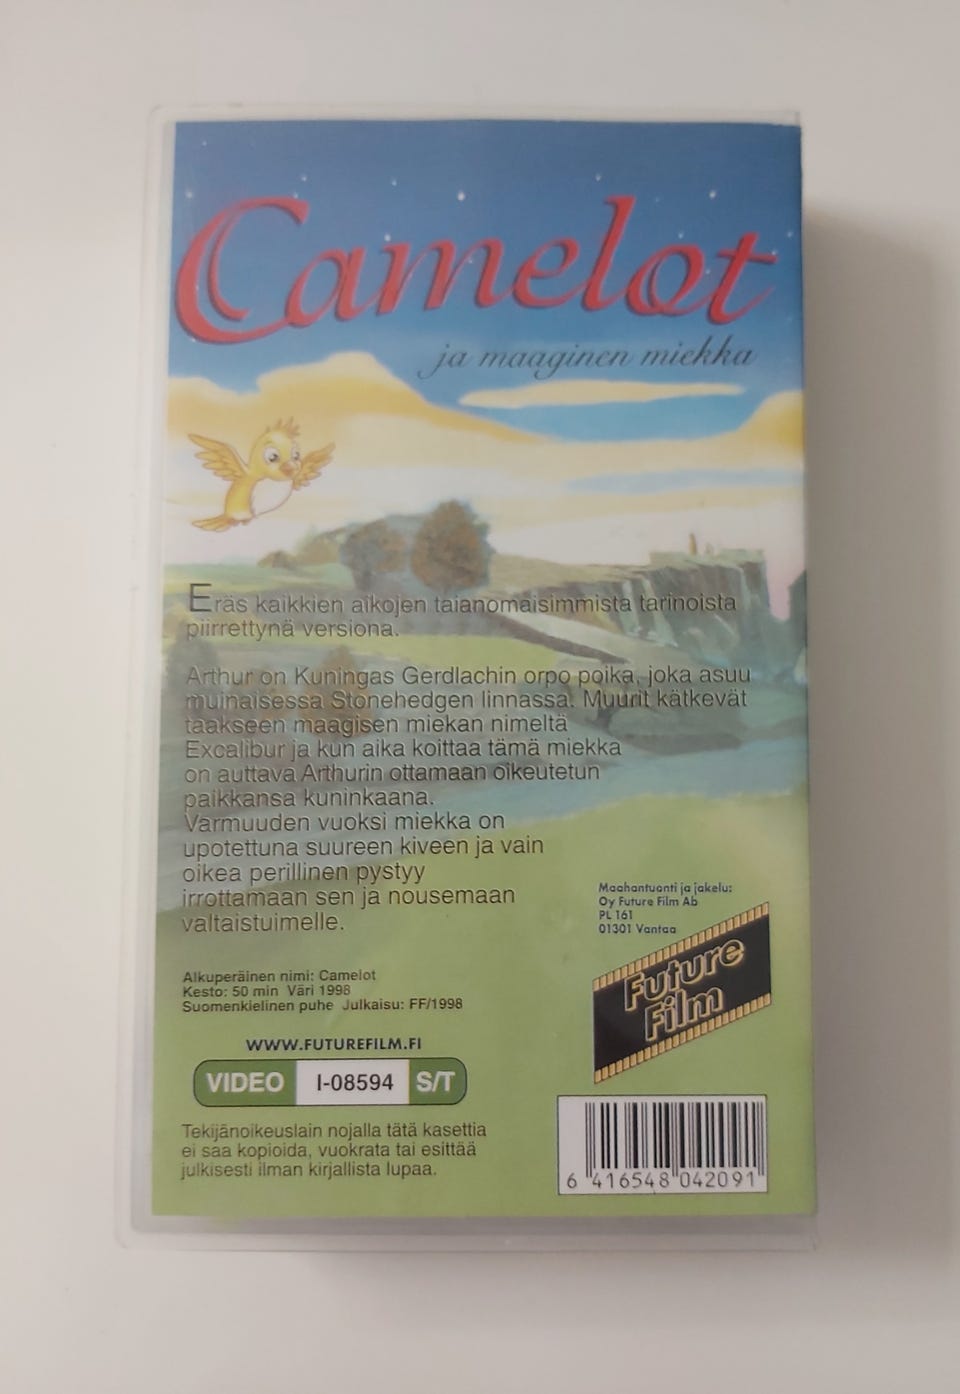 Camelot
ja maaginen miekka
Eräs kaikkien aikojen taianomaisimmista tarinoista
piirrettynä versiona.
Arthur on Kuningas Gerdlachin orpo poika, joka asuu
muinaisessa Stonehedgen linnassa. Muurit kätkevät
taakseen maagisen miekan nimeltä
Excalibur ja kun aika koittaa tämä miekka
on auttava Arthurin ottamaan oikeutetun
paikkansa kuninkaana.
Varmuuden vuoksi miekka on
upotettuna suureen kiveen ja vain
oikea perillinen pystyy
irrottamaan sen ja nousemaan
valtaistuimelle.
Maahantuonti ja jakelu:
Oy Future Film Ab
PL 161
01301 Vantaa
Future
Film
Alkuperäinen nimi: Camelot
Kesto: 50 min Väri 1998
Suomenkielinen puhe Julkaisu: FF/1998
WWW.FUTUREFILM.FI
VIDEO I-08594 S/T
Tekijänoikeuslain nojalla tätä kasettia
ei saa kopioida, vuokrata tai esittää
julkisesti ilman kirjallista lupaa.
6 416548 042091